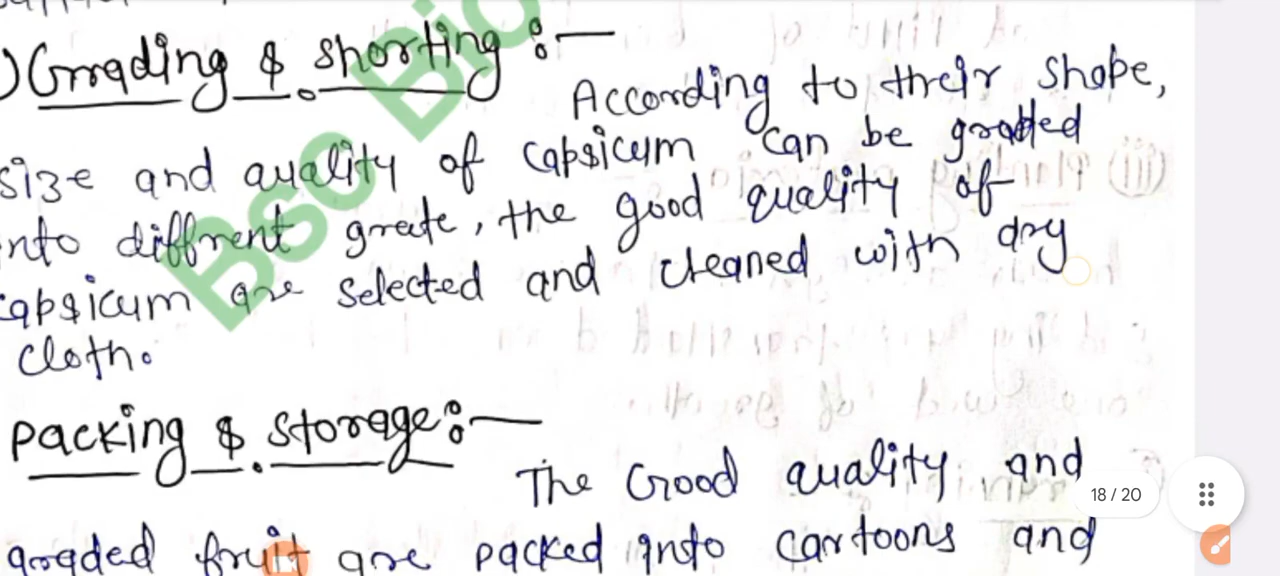 ) Grading & shorting :—
According to their shape,
size and quality of capsicum can be graded
into diffrent grate, the good quality of
capsicum are selected and cleaned with dry
cloth.
Packing & storage :—
The Good quality and
18 / 20
graded fruit are packed into cartoons and
Bsc Bio